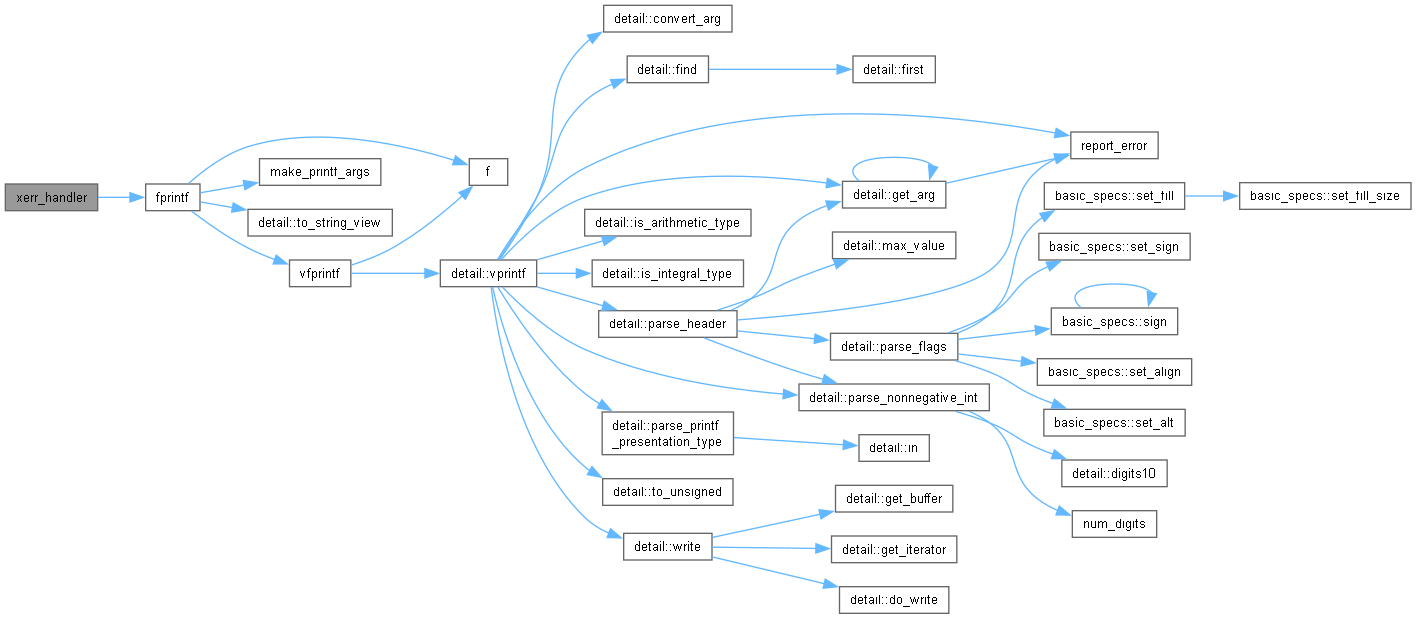 xerr_handler
fprintf
f
make_printf_args
detail::to_string_view
vfprintf
detail::vprintf
detail::convert_arg
detail::find
detail::first
report_error
detail::get_arg
detail::is_arithmetic_type
detail::is_integral_type
detail::parse_header
detail::max_value
detail::parse_flags
basic_specs::set_fill
basic_specs::set_fill_size
basic_specs::set_sign
basic_specs::sign
basic_specs::set_align
basic_specs::set_alt
detail::parse_nonnegative_int
detail::digits10
num_digits
detail::parse_printf
_presentation_type
detail::in
detail::to_unsigned
detail::write
detail::get_buffer
detail::get_iterator
detail::do_write